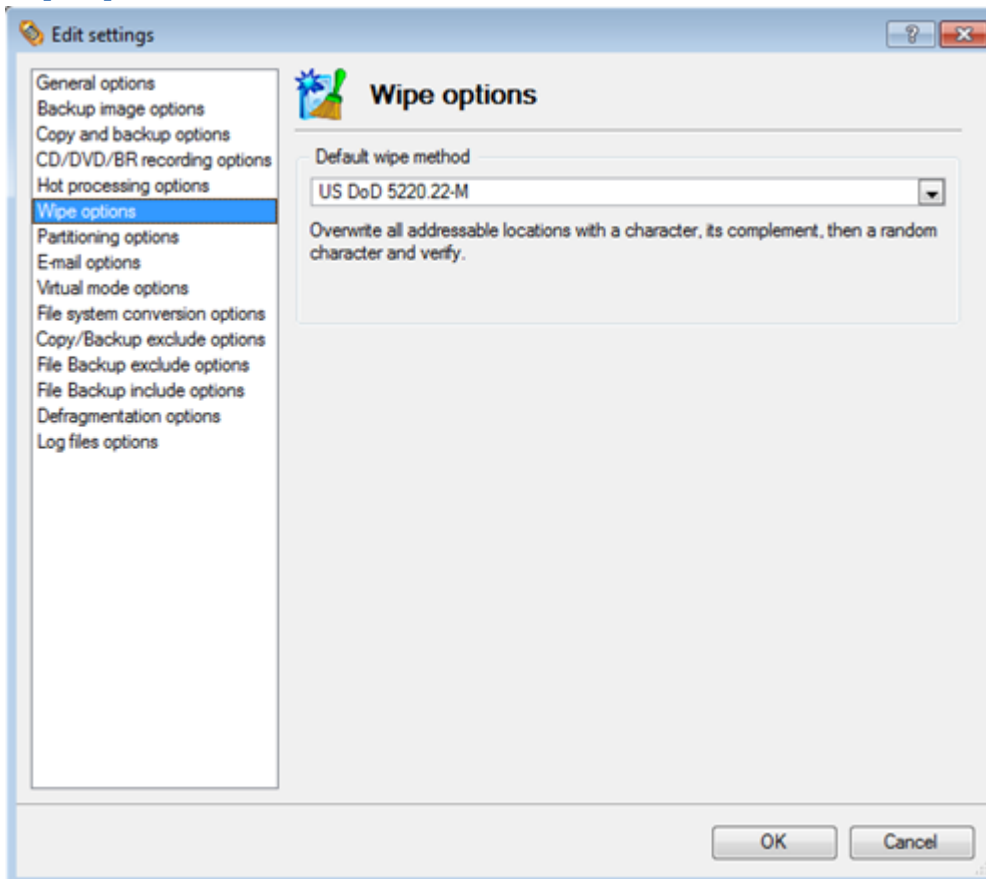 Edit settings
General options
Backup image options
Copy and backup options
CD/DVD/BR recording options
Hot processing options
Wipe options
Partitioning options
E-mail options
Virtual mode options
File system conversion options
Copy/Backup exclude options
File Backup exclude options
File Backup include options
Defragmentation options
Log files options
Wipe options
Default wipe method
US DoD 5220.22-M
Overwrite all addressable locations with a character, its complement, then a random
character and verify.
OK
Cancel